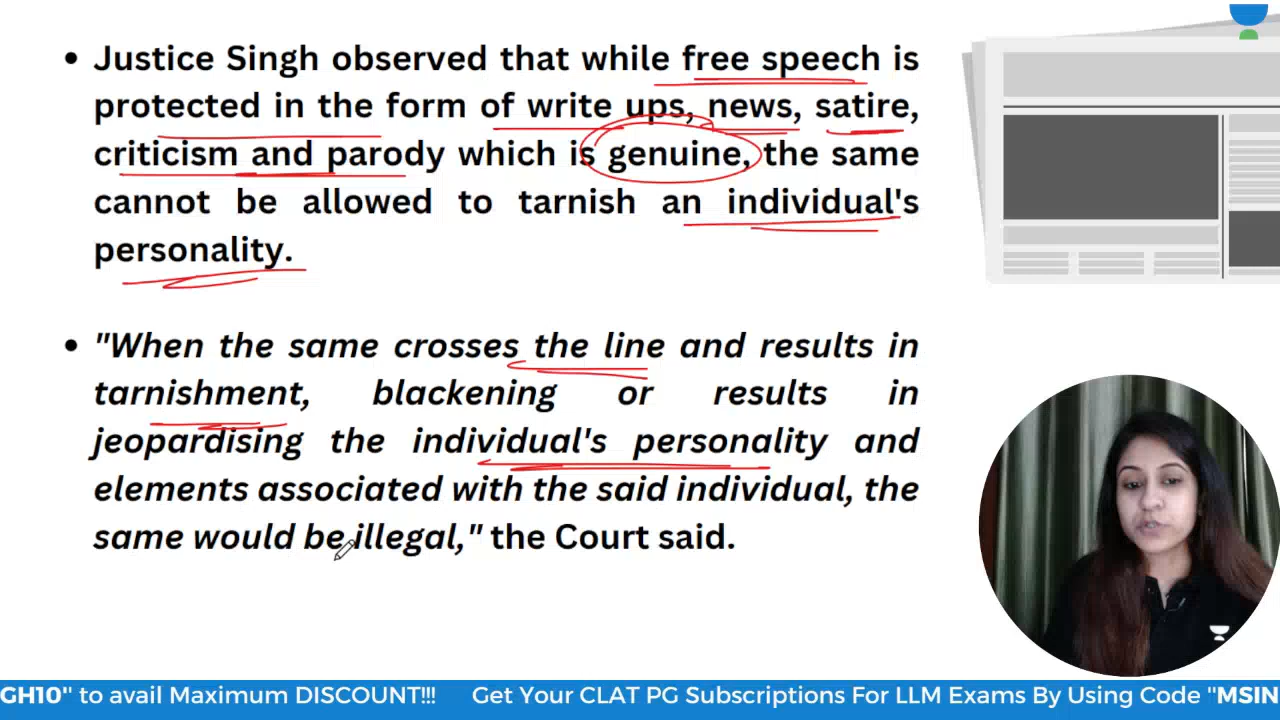 • Justice Singh observed that while free speech is
protected in the form of write ups, news, satire,
criticism and parody which is genuine, the same
cannot be allowed to tarnish an individual's
personality.
• "When the same crosses the line and results in
tarnishment, blackening or results in
jeopardising the individual's personality and
elements associated with the said individual, the
same would be illegal," the Court said.
GH10" to avail Maximum DISCOUNT!!! Get Your CLAT PG Subscriptions For LLM Exams By Using Code "MSIN